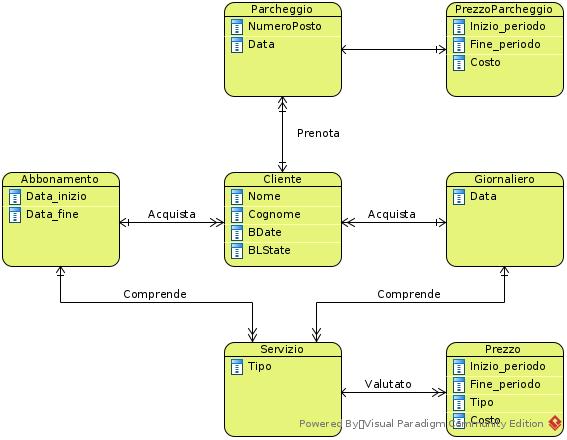 Parcheggio
NumeroPosto
Data
PrezzoParcheggio
Inizio_periodo
Fine_periodo
Costo
Prenota
Abbonamento
Data_inizio
Data_fine
Acquista
Cliente
Nome
Cognome
BDate
BLState
Acquista
Giornaliero
Data
Comprende
Comprende
Servizio
Tipo
Valutato
Prezzo
Inizio_periodo
Fine_periodo
Tipo
Costo
Powered By Visual Paradigm Community Edition